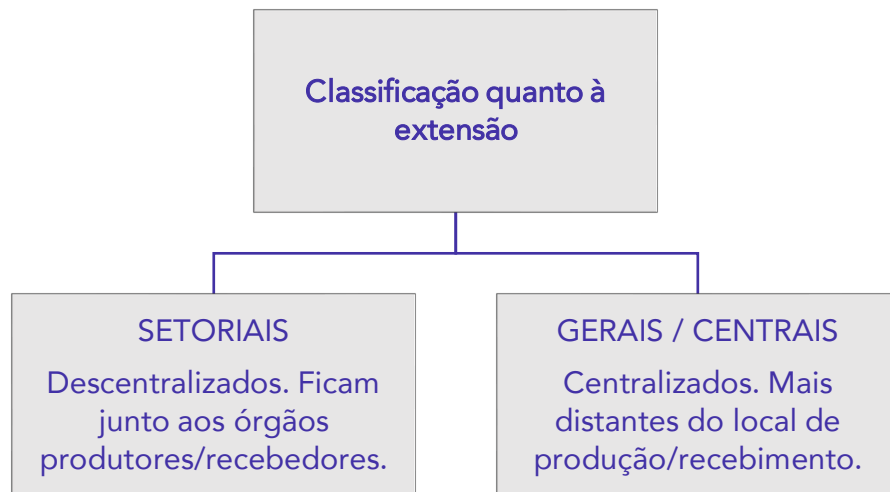 Classificação quanto à
extensão
SETORIAIS
Descentralizados. Ficam
junto aos órgãos
produtores/recebedores.
GERAIS / CENTRAIS
Centralizados. Mais
distantes do local de
produção/recebimento.